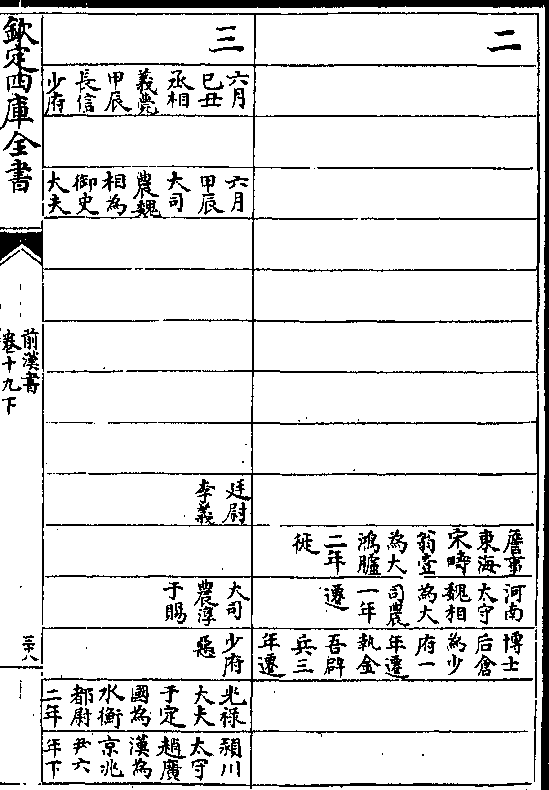 二
詹事東海宋疇翁壹為大鴻臚二年徙
河南太守魏相為大司農一年遷
博士后倉為少府一年遷執金吾辟兵三年遷
三
六月己丑丞相義薨甲辰長信少府
六月甲辰大司農魏相為御史大夫
廷尉李義
大司農淳于賜
少府惡
光祿大夫于定國為水衡都尉二年
潁川太守趙廣漢為京兆尹六年下
欽定四庫全書
前漢書
卷十九下
三十八